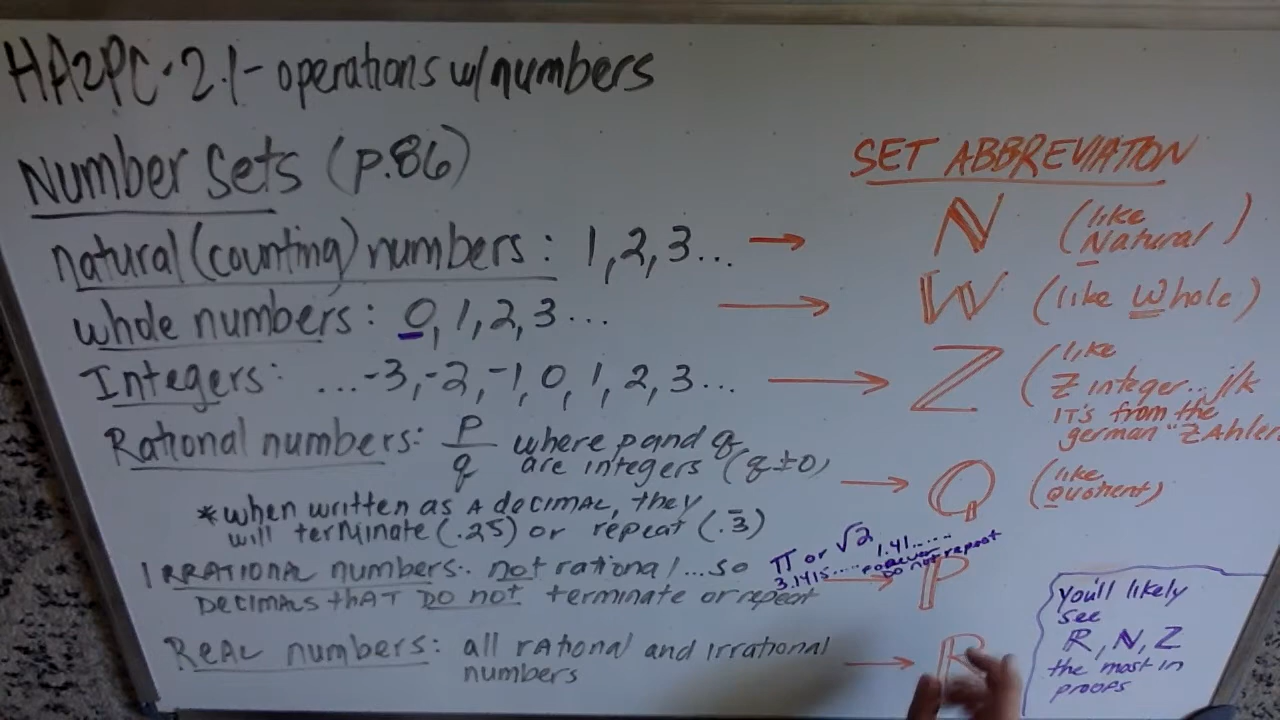 HA2PC · 2.1 - operations w/ numbers
Number Sets (p.86)
SET ABBREVIATON
natural (counting) numbers : 1, 2, 3 ... → N (like Natural)
whole numbers : 0, 1, 2, 3 ... → W (like Whole)
Integers : ... -3, -2, -1, 0, 1, 2, 3 ... → Z (like
Z integer... j/k
IT'S from the
german "ZAhlen
Rational numbers: p/q where p and q
are integers (q ≠ 0) → Q (like
Quotient)
*when written as A decimAL, they
will terminate (.25) or repeat (.3̅)
IRRATIONAL numbers.. not rational ... so
π or √2
3.1415..... 1.41......
forever
DO not repeat
→ P
DECIMALS thAT DO NOT terminate or repeat
ReAL numbers: all rAtional and irrational
numbers → R
You'll likely
see
R, N, Z
the most in
proofs